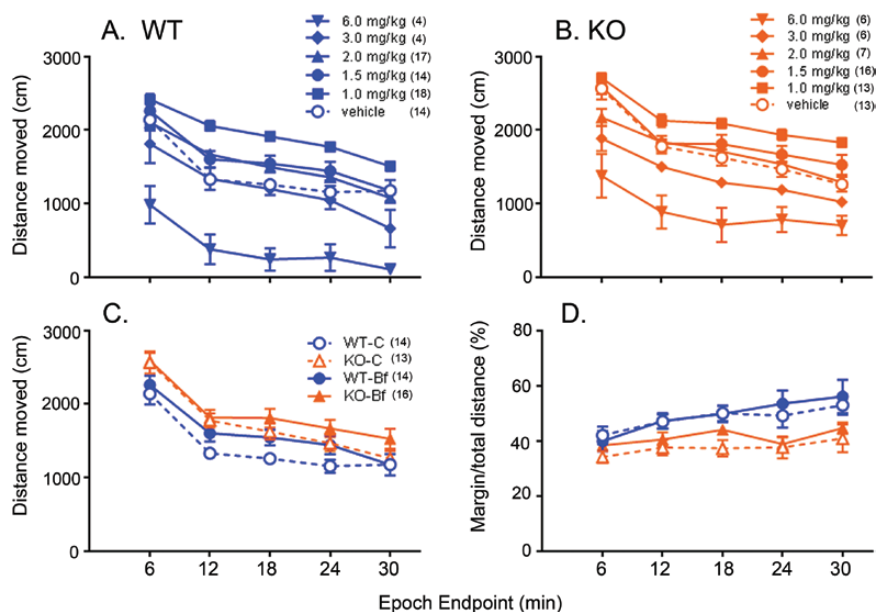 A. WT
6.0 mg/kg (4)
3.0 mg/kg (4)
2.0 mg/kg (17)
1.5 mg/kg (14)
1.0 mg/kg (18)
vehicle (14)
Distance moved (cm)
3000
2000
1000
0
B. KO
6.0 mg/kg (6)
3.0 mg/kg (6)
2.0 mg/kg (7)
1.5 mg/kg (16)
1.0 mg/kg (13)
vehicle (13)
Distance moved (cm)
3000
2000
1000
0
C.
WT-C (14)
KO-C (13)
WT-Bf (14)
KO-Bf (16)
Distance moved (cm)
3000
2000
1000
0
6 12 18 24 30
D.
Margin/total distance (%)
80
60
40
20
0
6 12 18 24 30
Epoch Endpoint (min)